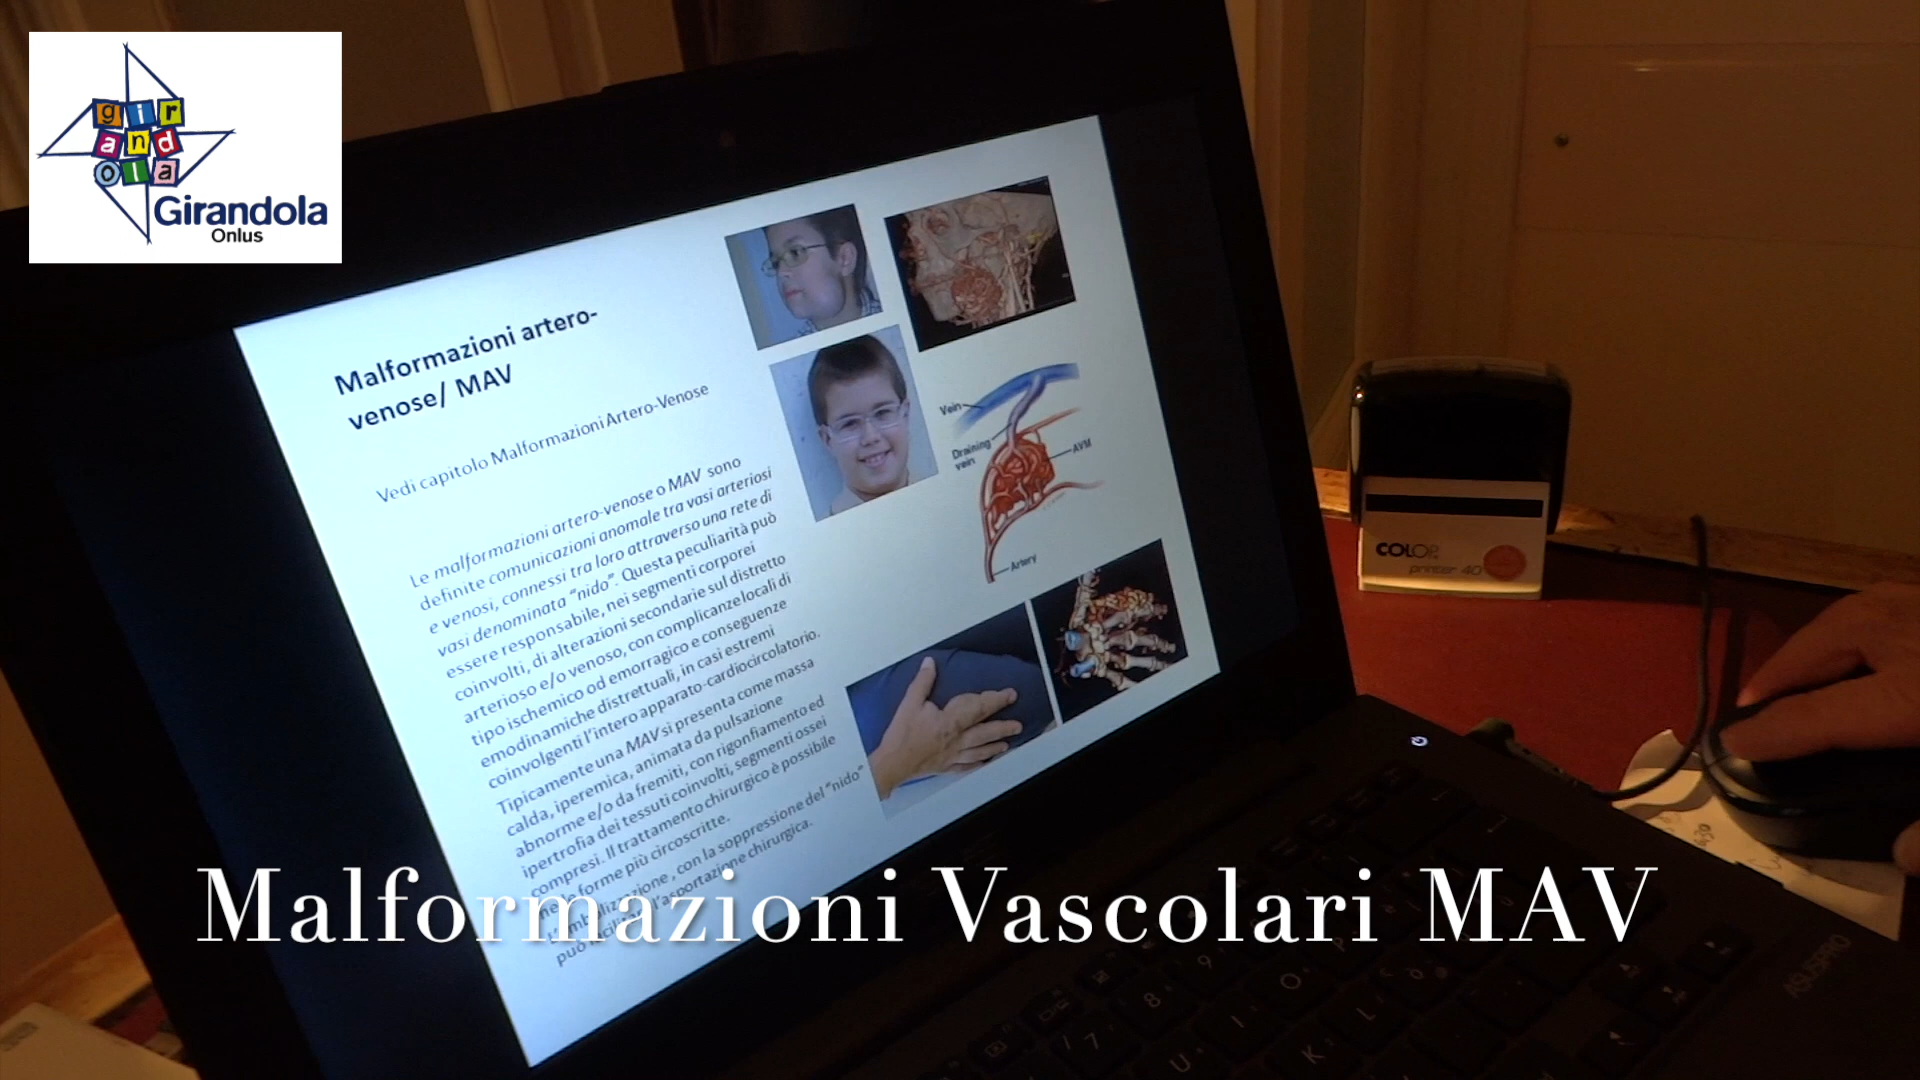 gir
and
ola
Girandola
Onlus
Malformazioni artero-
venose/ MAV
Vedi capitolo Malformazioni Artero-Venose
Le malformazioni artero-venose o MAV sono
definite comunicazioni anomale tra vasi arteriosi
e venosi, connessi tra loro attraverso una rete di
vasi denominata "nido". Questa peculiarità può
essere responsabile, nei segmenti corporei
coinvolti, di alterazioni secondarie sul distretto
arterioso e/o venoso, con complicanze locali di
tipo ischemico od emorragico e conseguenze
emodinamiche distrettuali, in casi estremi
coinvolgenti l'intero apparato-cardiocircolatorio.
Tipicamente una MAV si presenta come massa
calda, iperemica, animata da pulsazione
abnorme e/o da fremiti, con rigonfiamento ed
ipertrofia dei tessuti coinvolti, segmenti ossei
compresi. Il trattamento chirurgico è possibile
forme più circoscritte.
, con la soppressione del "nido"
può l'asportazione chirurgica.
Vein
Draining
vein
AVM
Artery
COLOP
printer 40
Malformazioni Vascolari MAV
ASUSPRO
9
8
O
L
7
I
K
U